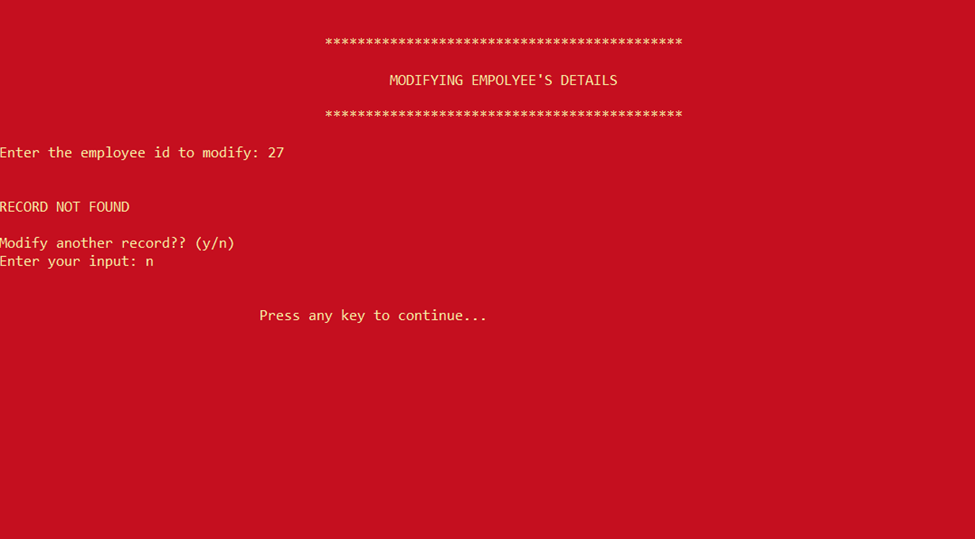 ********************************************
MODIFYING EMPOLYEE'S DETAILS
********************************************
Enter the employee id to modify: 27
RECORD NOT FOUND
Modify another record?? (y/n)
Enter your input: n
Press any key to continue...